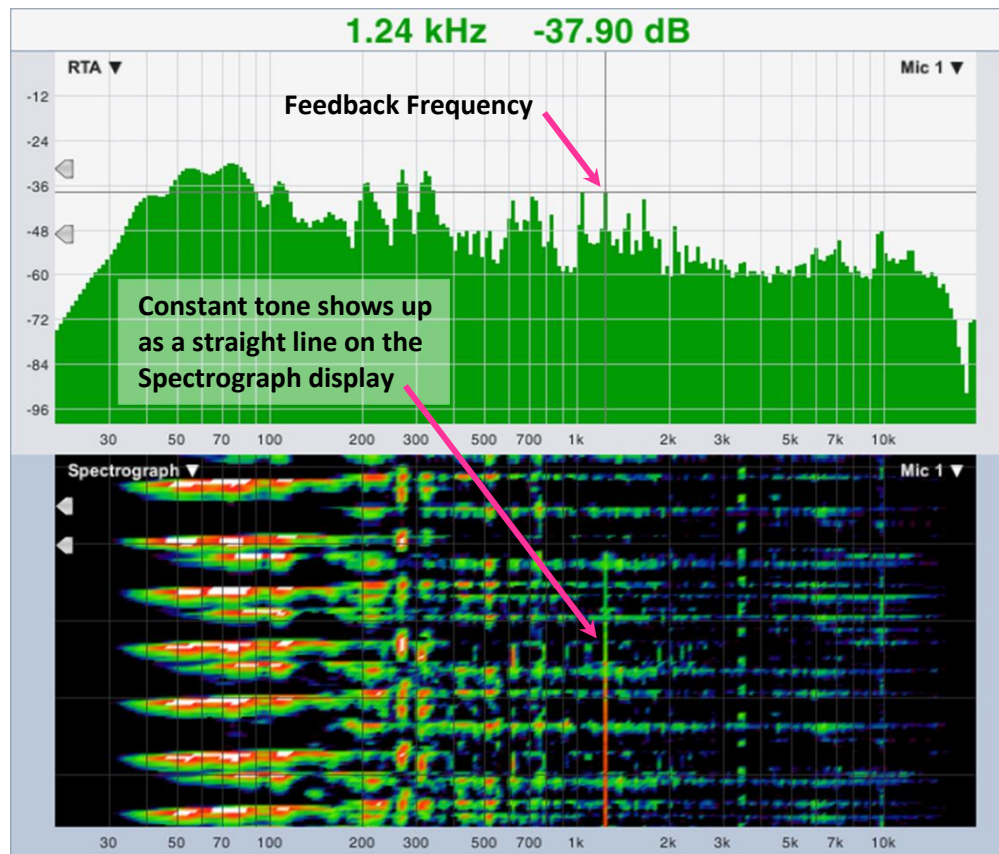 1.24 kHz -37.90 dB
RTA ▼ Mic 1 ▼
Feedback Frequency
-12
-24
-36
-48
-60
-72
-84
-96
Constant tone shows up
as a straight line on the
Spectrograph display
30 50 70 100 200 300 500 700 1k 2k 3k 5k 7k 10k
Spectrograph ▼ Mic 1 ▼
30 50 70 100 200 300 500 700 1k 2k 3k 5k 7k 10k